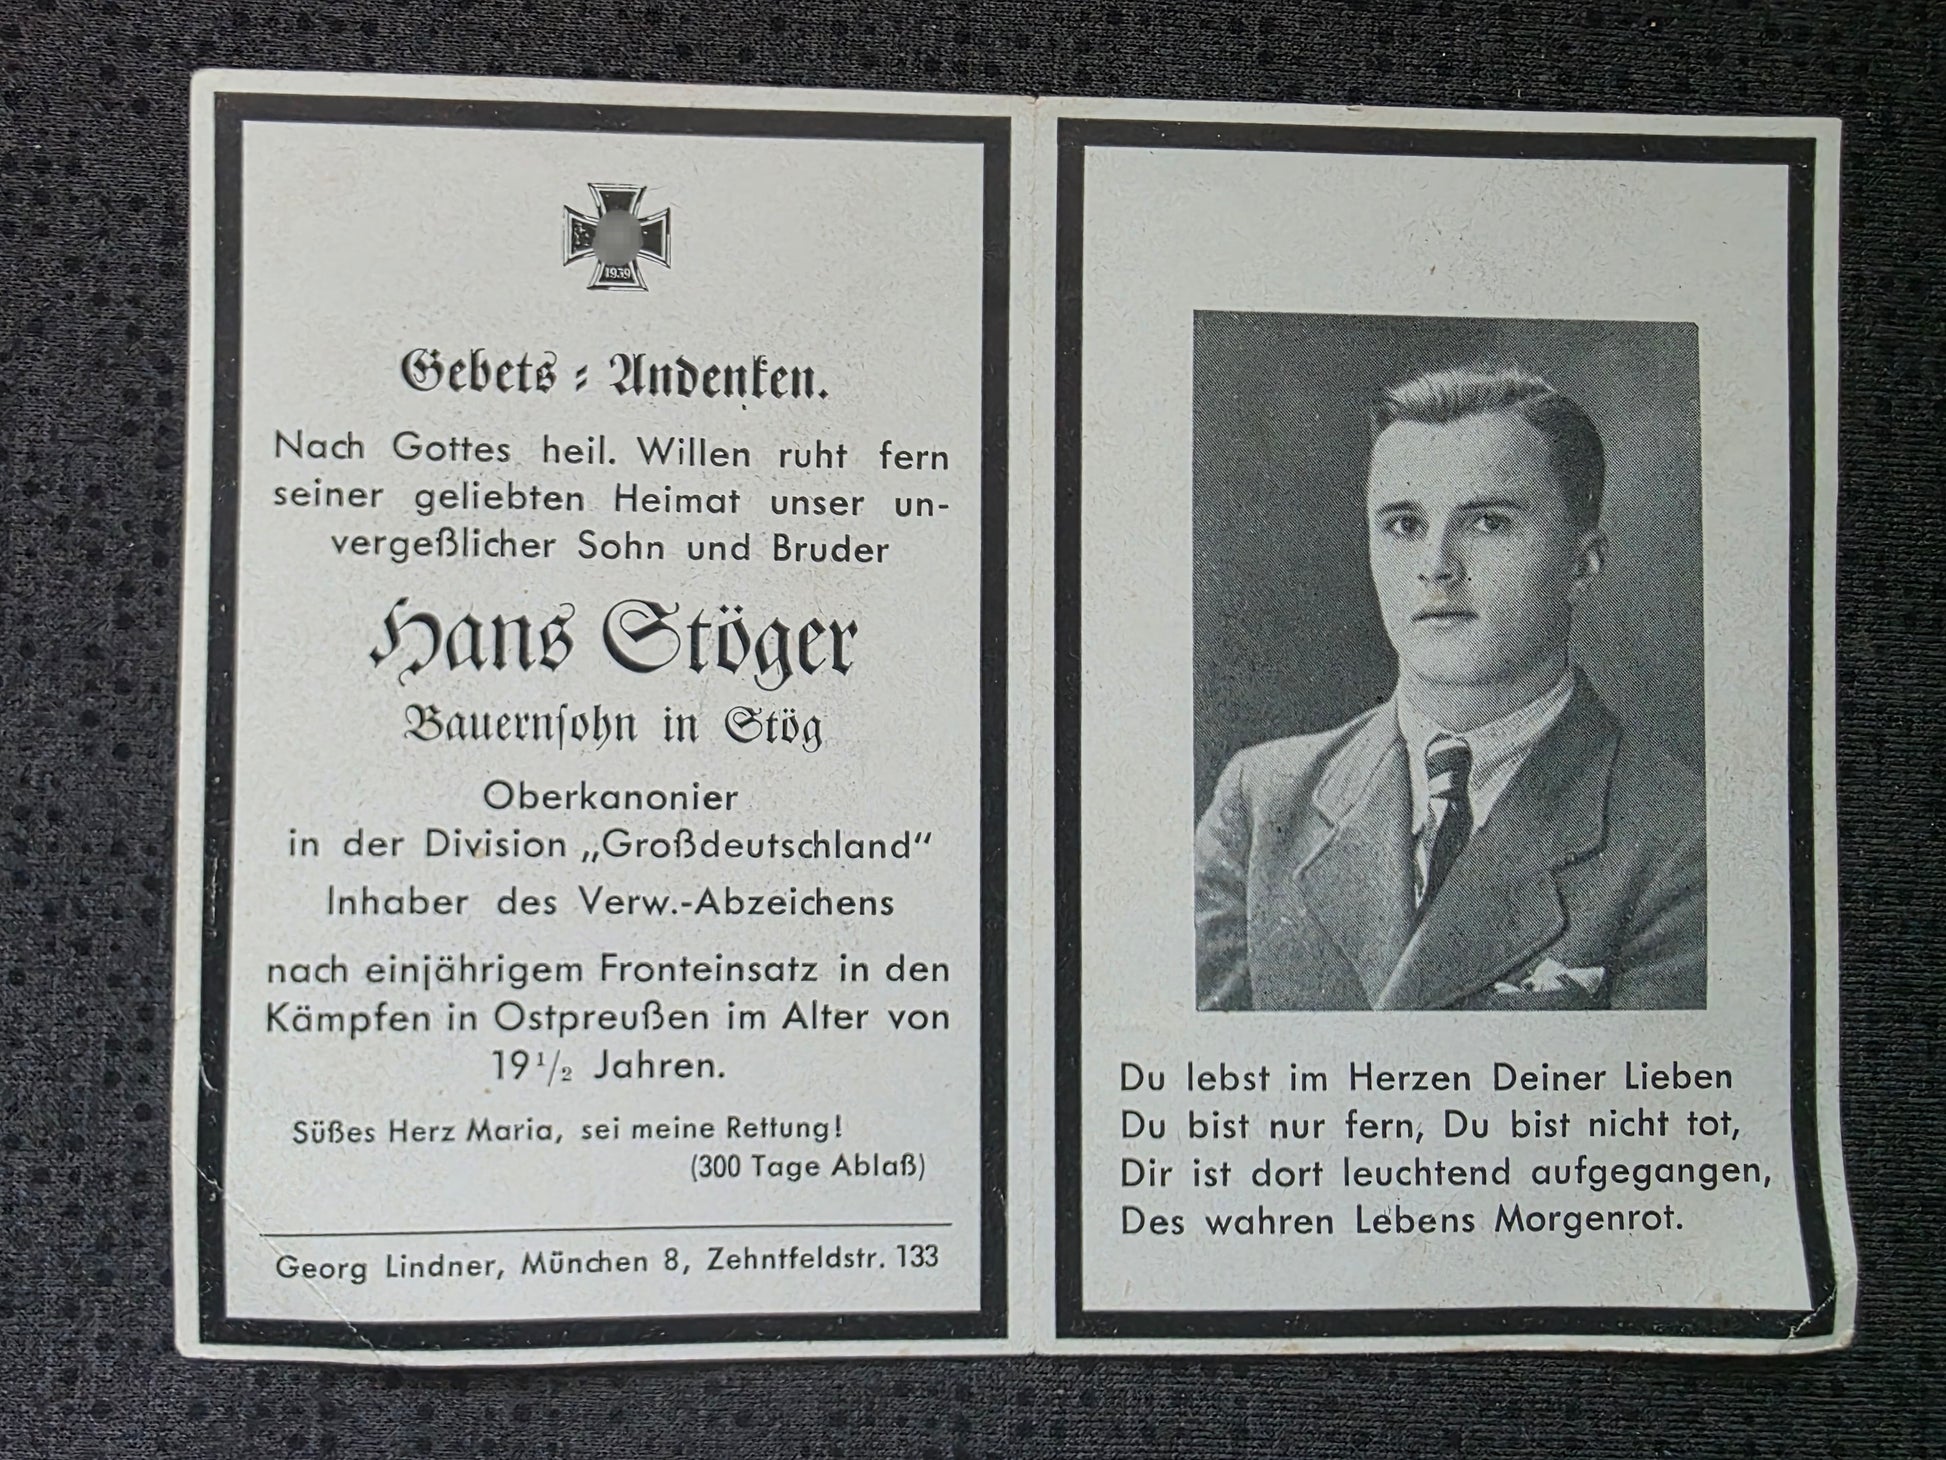 1939
Gebets-Andenken.
Nach Gottes heil. Willen ruht fern
seiner geliebten Heimat unser un-
vergeßlicher Sohn und Bruder
Hans Stöger
Bauernsohn in Stög
Oberkanonier
in der Division „Großdeutschland“
Inhaber des Verw.-Abzeichens
nach einjährigem Fronteinsatz in den
Kämpfen in Ostpreußen im Alter von
19 1/2 Jahren.
Süßes Herz Maria, sei meine Rettung!
(300 Tage Ablaß)
Georg Lindner, München 8, Zehntfeldstr. 133
Du lebst im Herzen Deiner Lieben
Du bist nur fern, Du bist nicht tot,
Dir ist dort leuchtend aufgegangen,
Des wahren Lebens Morgenrot.